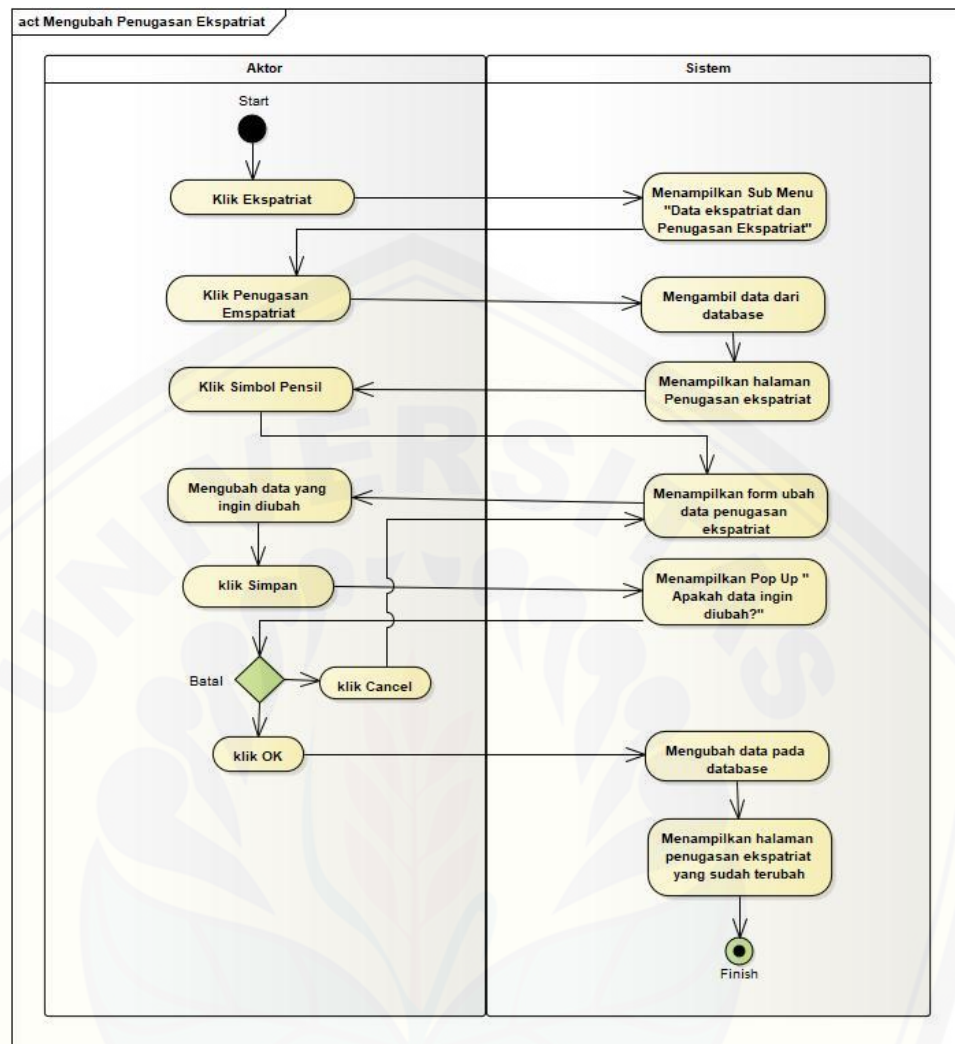 act Mengubah Penugasan Ekspatriat
Aktor
Sistem
Start
Klik Ekspatriat
Menampilkan Sub Menu
"Data ekspatriat dan
Penugasan Ekspatriat"
Klik Penugasan
Emspatriat
Mengambil data dari
database
Klik Simbol Pensil
Menampilkan halaman
Penugasan ekspatriat
Mengubah data yang
ingin diubah
Menampilkan form ubah
data penugasan
ekspatriat
klik Simpan
Menampilkan Pop Up "
Apakah data ingin
diubah?"
Batal
klik Cancel
klik OK
Mengubah data pada
database
Menampilkan halaman
penugasan ekspatriat
yang sudah terubah
Finish
UNIVERSITAS